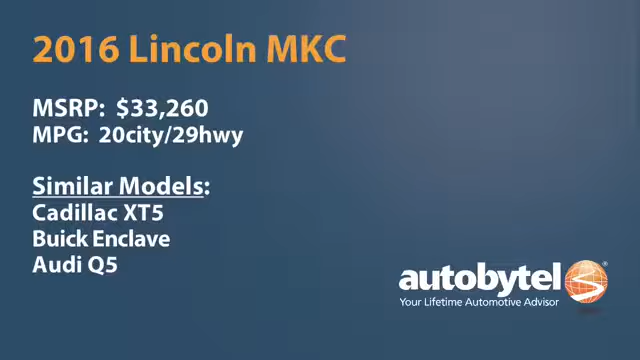 2016 Lincoln MKC
MSRP: $33,260
MPG: 20city/29hwy
Similar Models:
Cadillac XT5
Buick Enclave
Audi Q5
autobytel®
Your Lifetime Automotive Advisor